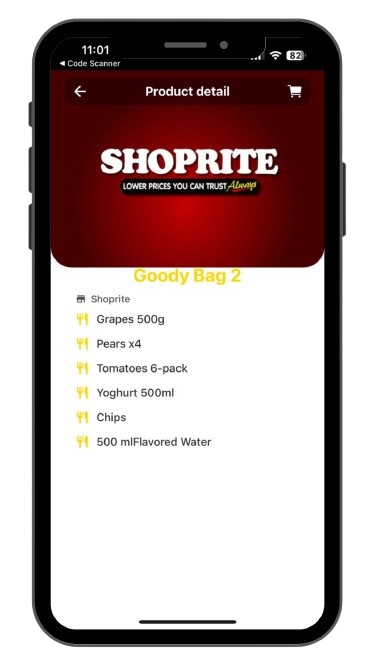 11:01
82
◀ Code Scanner
Product detail
SHOPRITE
LOWER PRICES YOU CAN TRUST Always
Goody Bag 2
Shoprite
Grapes 500g
Pears x4
Tomatoes 6-pack
Yoghurt 500ml
Chips
500 mlFlavored Water